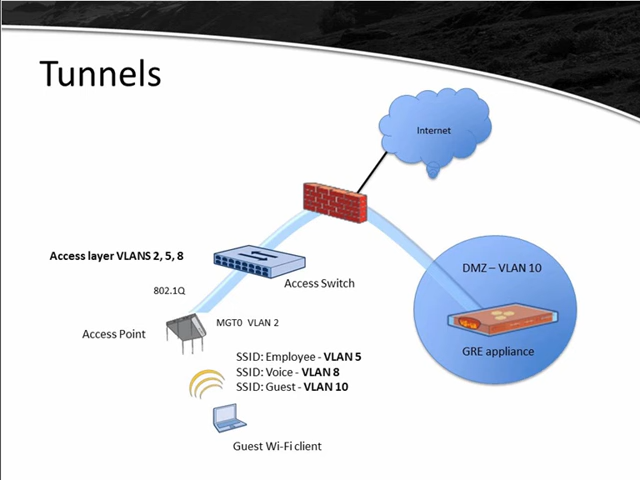 Tunnels
Internet
Access layer VLANS 2, 5, 8
DMZ – VLAN 10
Access Switch
802.1Q
MGT0 VLAN 2
Access Point
GRE appliance
SSID: Employee - VLAN 5
SSID: Voice - VLAN 8
SSID: Guest - VLAN 10
Guest Wi-Fi client